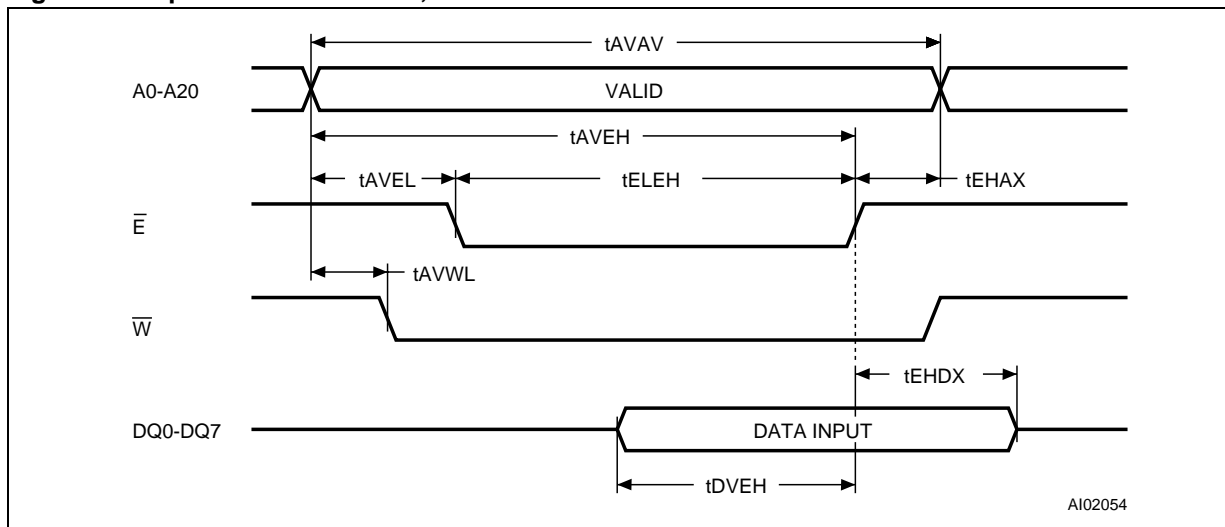 tAVAV
A0-A20
VALID
tAVEH
tAVEL
tELEH
tEHAX
E
tAVWL
W
tEHDX
DQ0-DQ7
DATA INPUT
tDVEH
AI02054